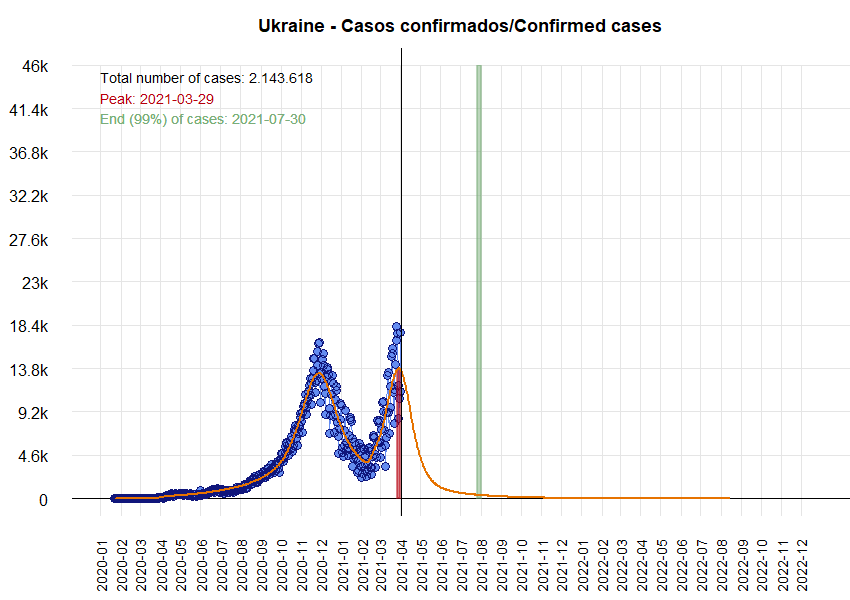 Ukraine - Casos confirmados/Confirmed cases
46k
Total number of cases: 2.143.618
Peak: 2021-03-29
41.4k
End (99%) of cases: 2021-07-30
36.8k
32.2k
27.6k
23k
18.4k
13.8k
9.2k
4.6k
0
2020-01
2020-02
2020-03
2020-04
2020-05
2020-06
2020-07
2020-08
2020-09
2020-10
2020-11
2020-12
2021-01
2021-02
2021-03
2021-04
2021-05
2021-06
2021-07
2021-08
2021-09
2021-10
2021-11
2021-12
2022-01
2022-02
2022-03
2022-04
2022-05
2022-06
2022-07
2022-08
2022-09
2022-10
2022-11
2022-12